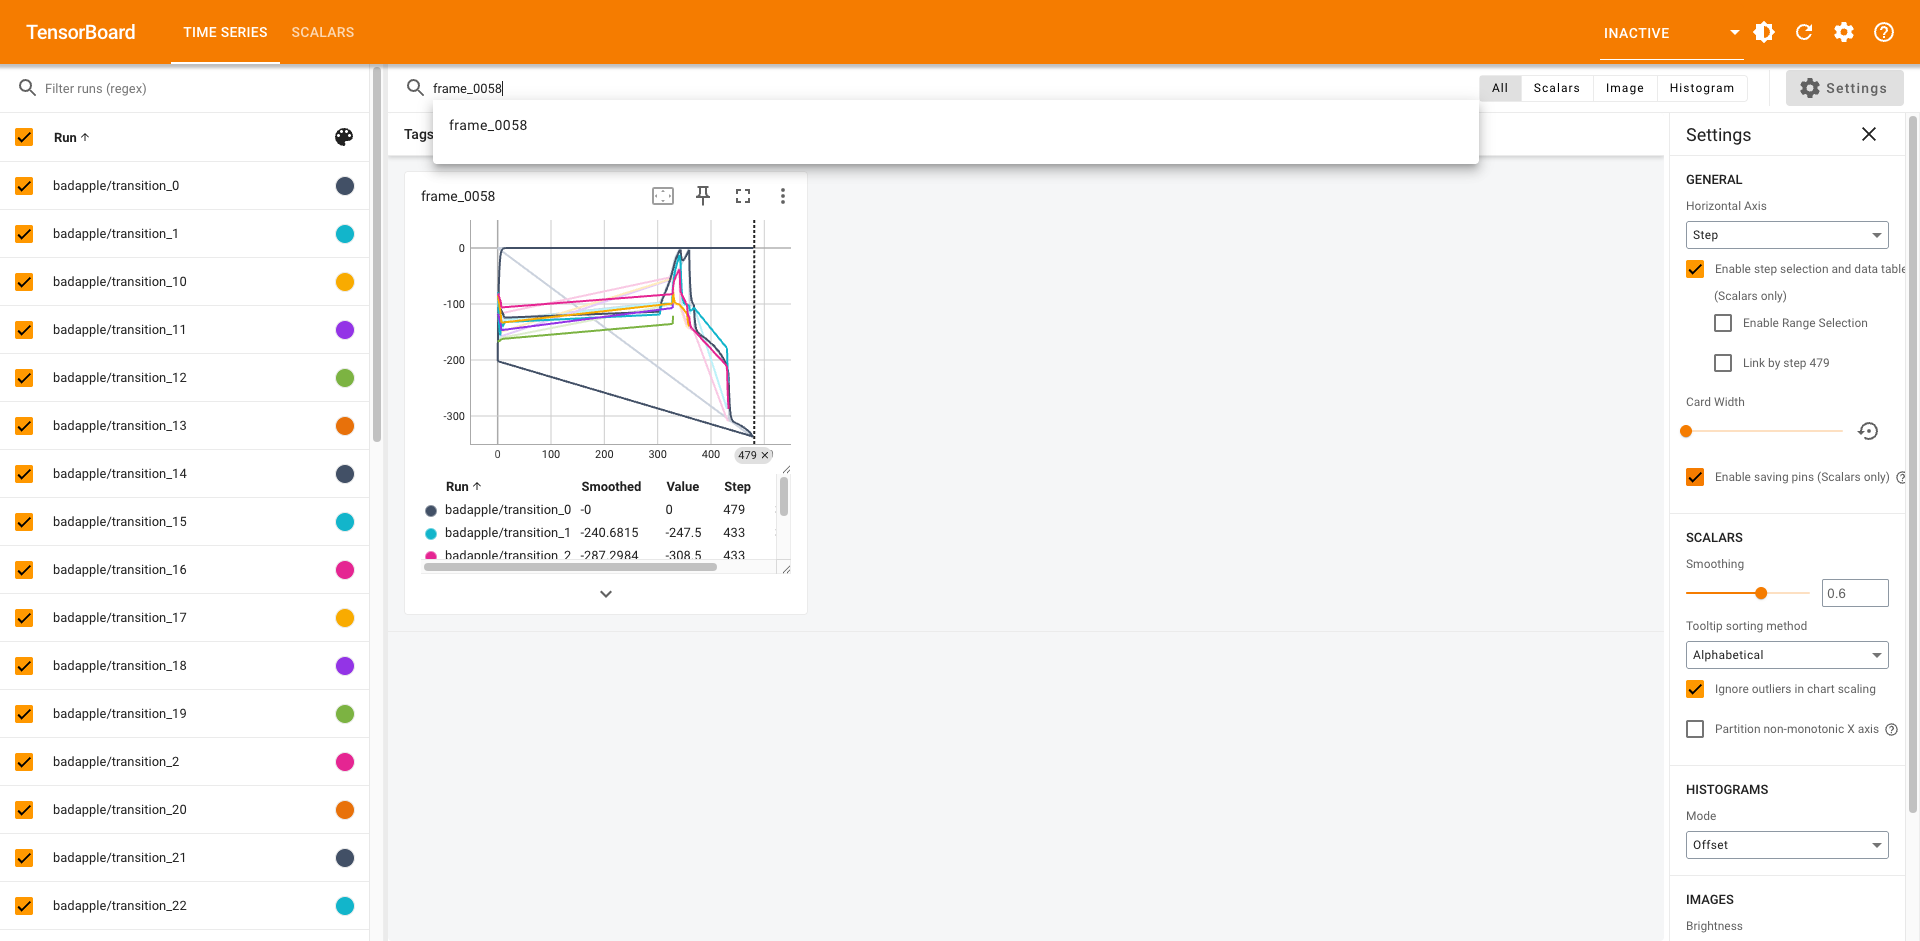 TensorBoard TIME SERIES SCALARS INACTIVE
Filter runs (regex)
Run
badapple/transition_0
badapple/transition_1
badapple/transition_10
badapple/transition_11
badapple/transition_12
badapple/transition_13
badapple/transition_14
badapple/transition_15
badapple/transition_16
badapple/transition_17
badapple/transition_18
badapple/transition_19
badapple/transition_2
badapple/transition_20
badapple/transition_21
badapple/transition_22
frame_0058
All Scalars Image Histogram Settings
frame_0058
Tags
frame_0058
0
-100
-200
-300
0 100 200 300 400 479
Run Smoothed Value Step
badapple/transition_0 -0 0 479
badapple/transition_1 -240.6815 -247.5 433
badapple/transition_2 -287.2984 -308.5 433
Settings
GENERAL
Horizontal Axis
Step
Enable step selection and data table
(Scalars only)
Enable Range Selection
Link by step 479
Card Width
Enable saving pins (Scalars only)
SCALARS
Smoothing
0.6
Tooltip sorting method
Alphabetical
Ignore outliers in chart scaling
Partition non-monotonic X axis
HISTOGRAMS
Mode
Offset
IMAGES
Brightness